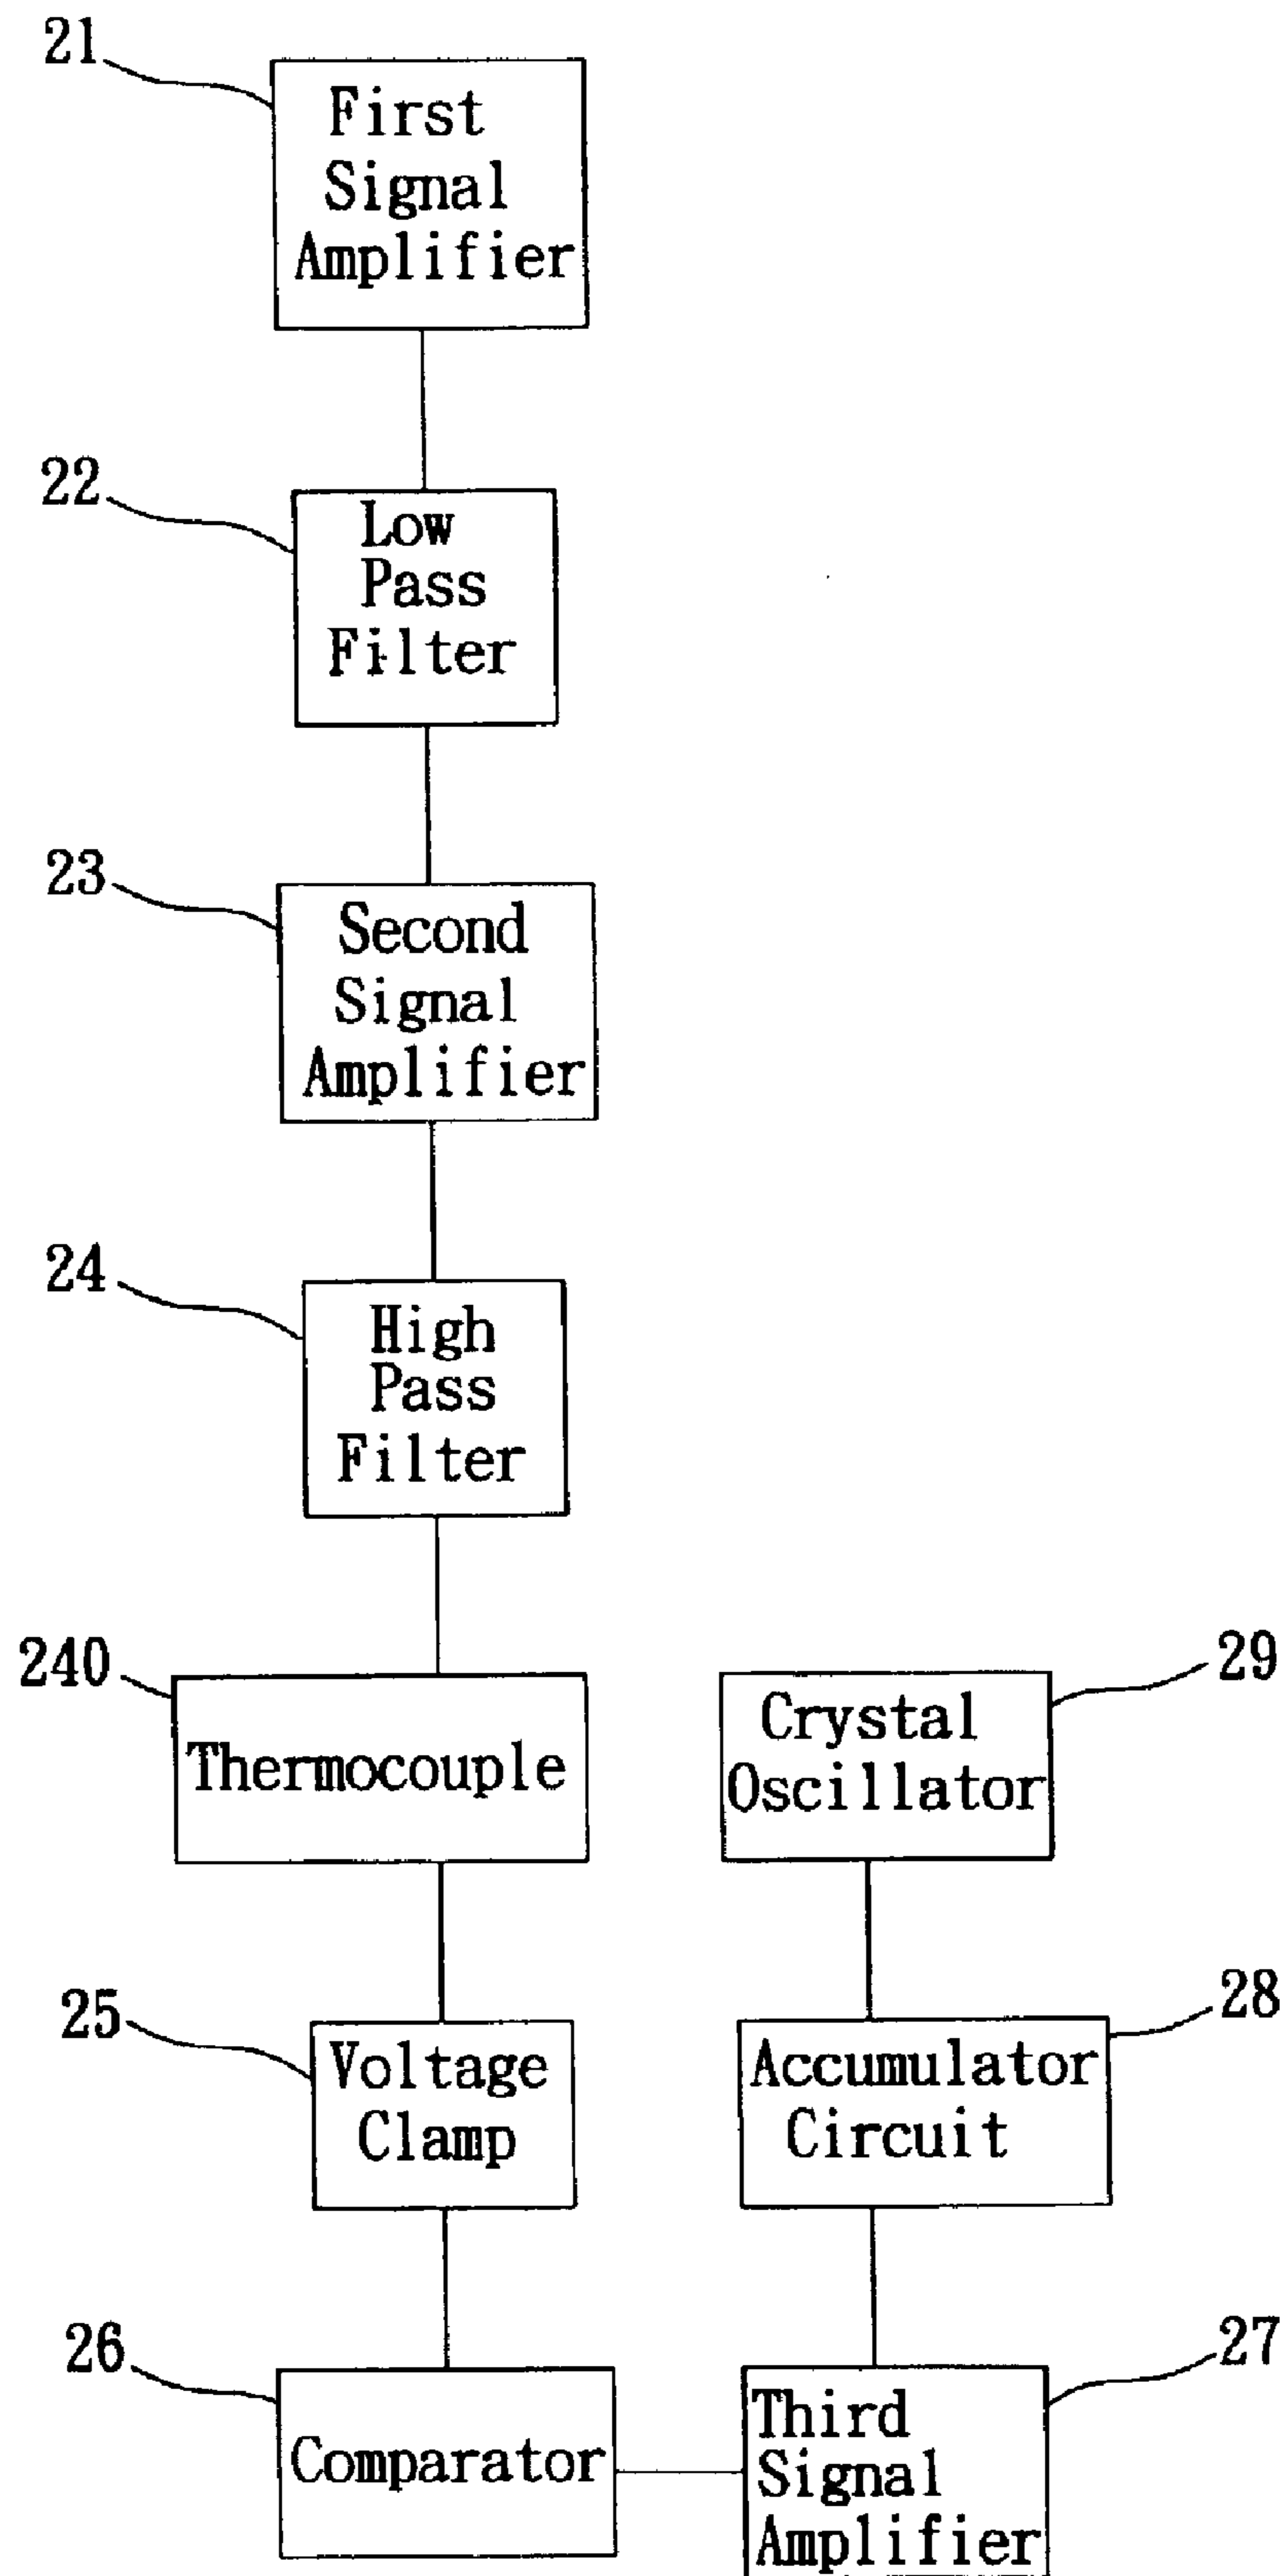 21
First
Signal
Amplifier
22
Low
Pass
Filter
23
Second
Signal
Amplifier
24
High
Pass
Filter
240
Thermocouple
29
Crystal
Oscillator
25
Voltage
Clamp
28
Accumulator
Circuit
26
Comparator
27
Third
Signal
Amplifier